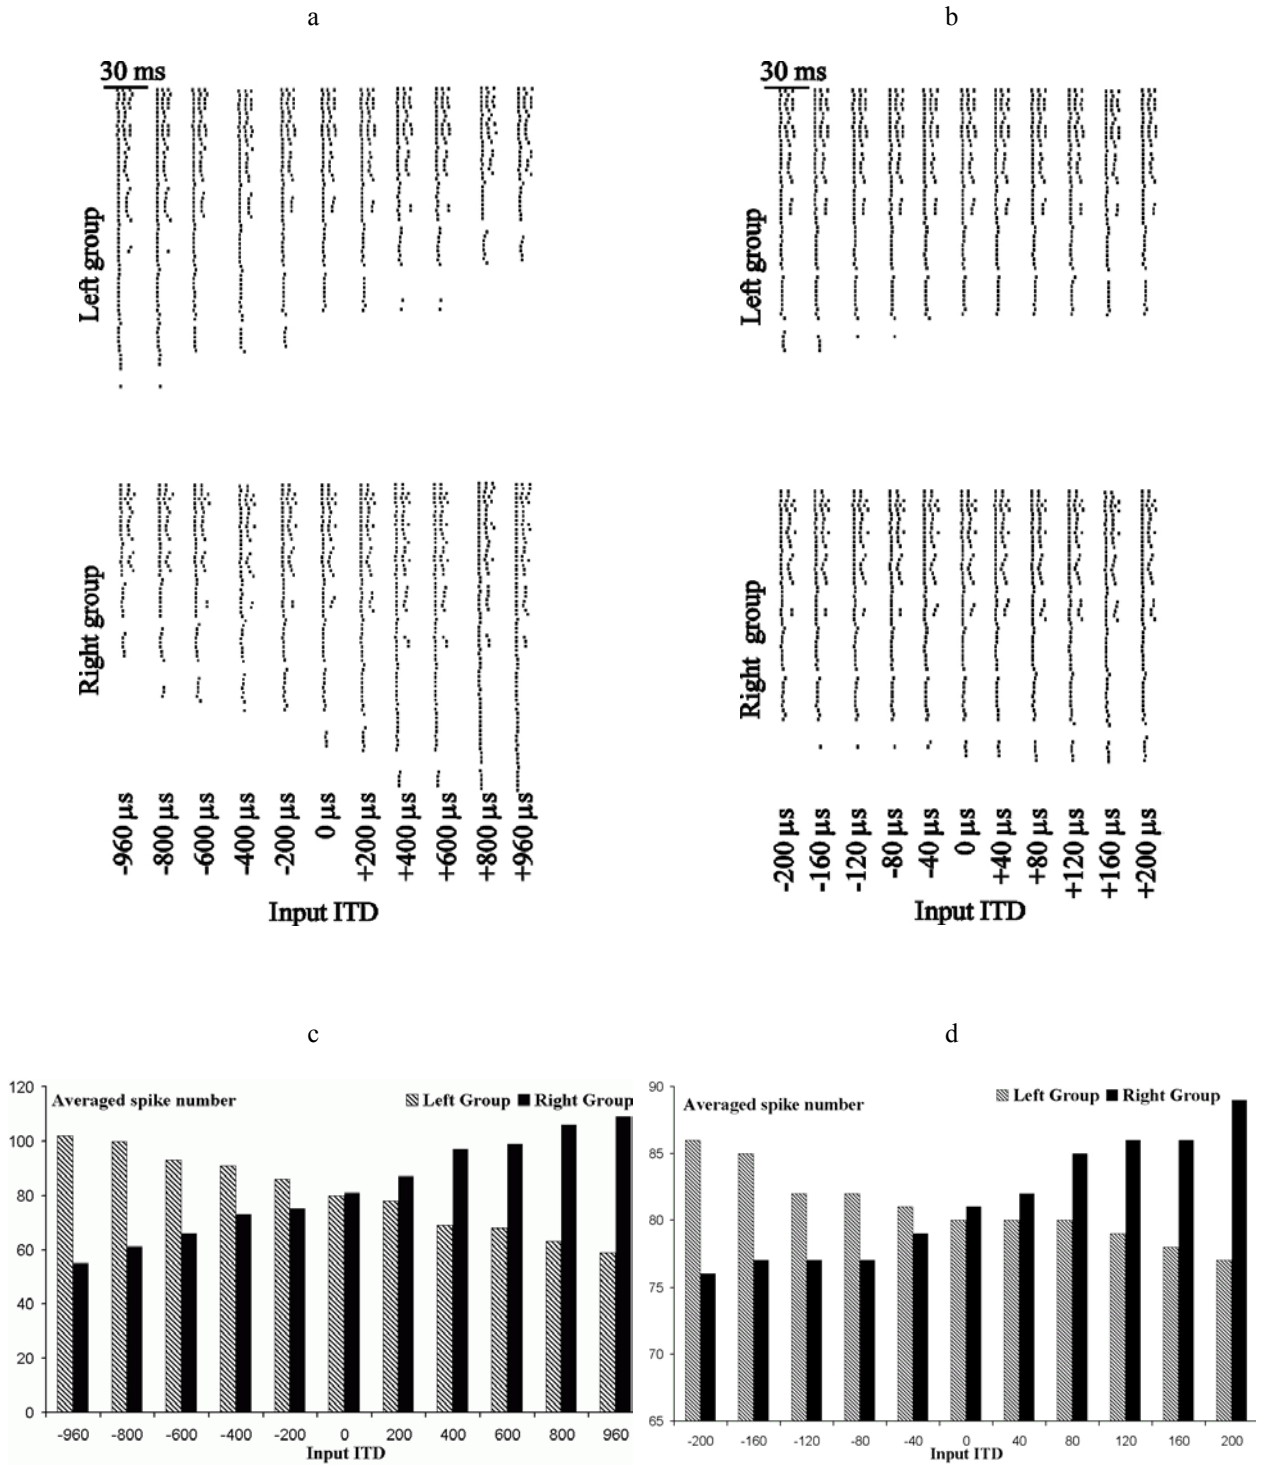 a
b
30 ms
30 ms
Left group
Left group
Right group
Right group
-960 µs
-800 µs
-600 µs
-400 µs
-200 µs
0 µs
+200 µs
+400 µs
+600 µs
+800 µs
+960 µs
Input ITD
-200 µs
-160 µs
-120 µs
-80 µs
-40 µs
0 µs
+40 µs
+80 µs
+120 µs
+160 µs
+200 µs
Input ITD
c
d
120
100
80
60
40
20
0
Averaged spike number
Left Group Right Group
-960 -800 -600 -400 -200 0 200 400 600 800 960
Input ITD
90
85
80
75
70
65
Averaged spike number
Left Group Right Group
-200 -160 -120 -80 -40 0 40 80 120 160 200
Input ITD